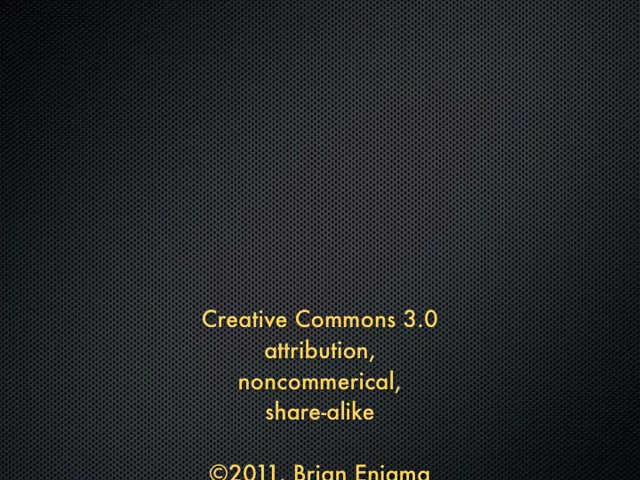 Creative Commons 3.0
attribution,
noncommerical,
share-alike
©2011, Brian Enigma